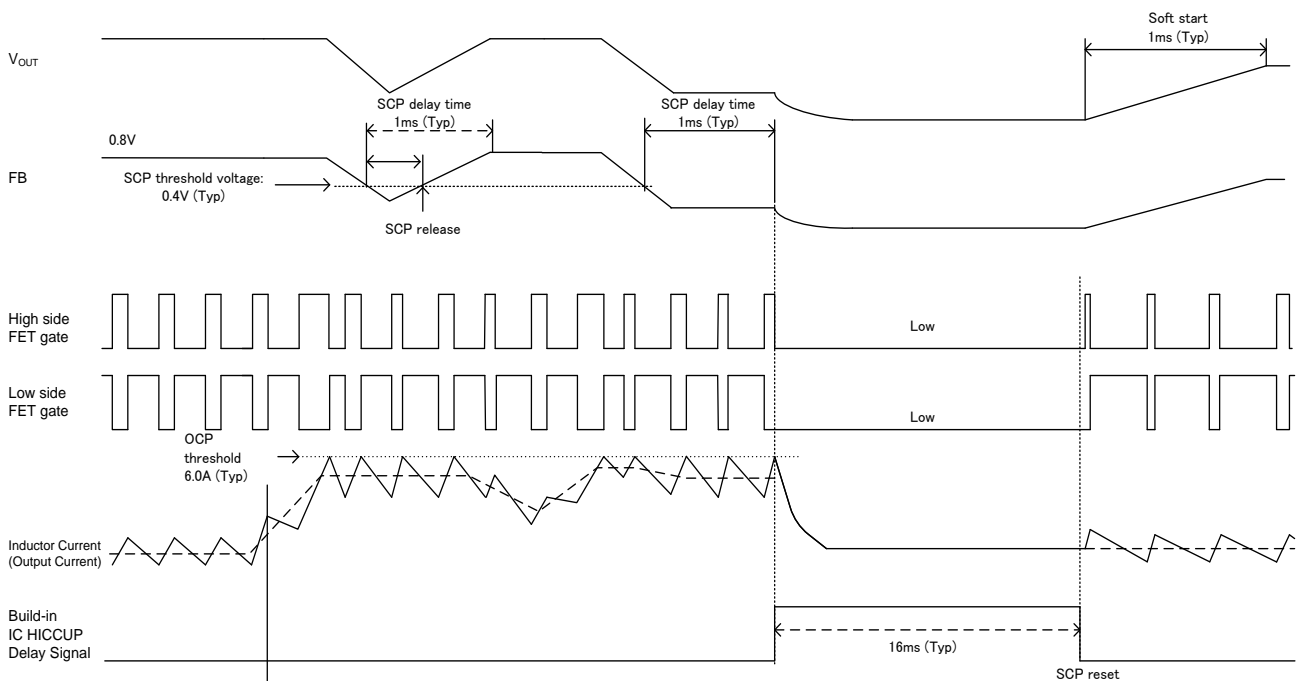 Soft start
1ms (Typ)
VOUT
SCP delay time
1ms (Typ)
SCP delay time
1ms (Typ)
0.8V
FB
SCP threshold voltage:
0.4V (Typ)
SCP release
High side
FET gate
Low
Low side
FET gate
Low
OCP
threshold
6.0A (Typ)
Inductor Current
(Output Current)
Build-in
IC HICCUP
Delay Signal
16ms (Typ)
SCP reset